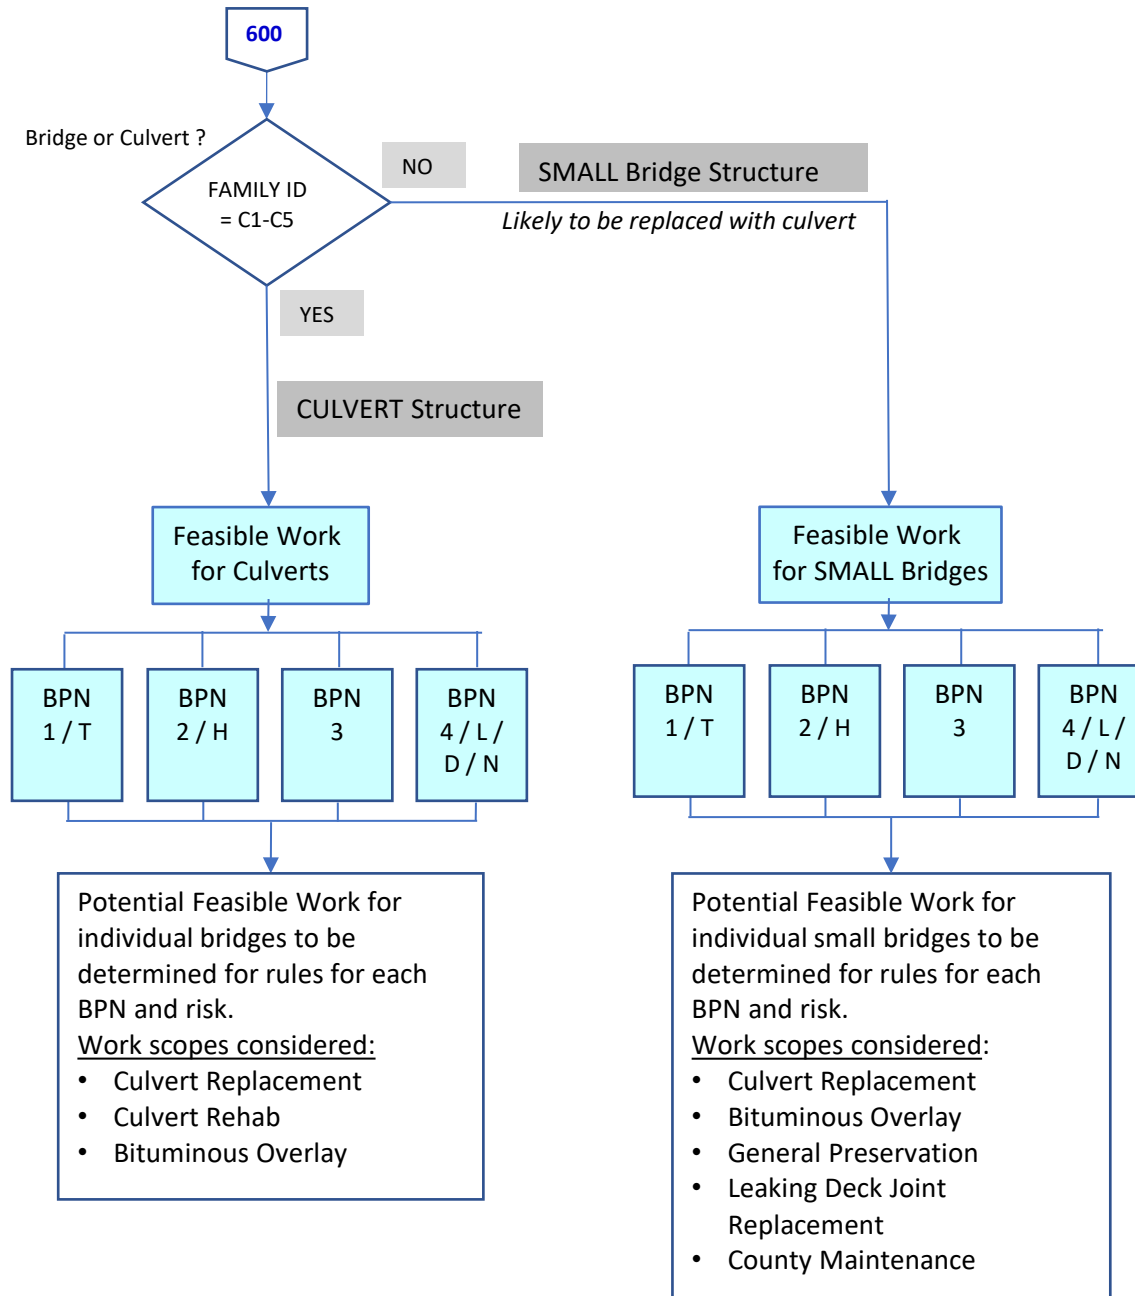 600
Bridge or Culvert ?
FAMILY ID
= C1-C5
NO
SMALL Bridge Structure
Likely to be replaced with culvert
YES
CULVERT Structure
Feasible Work
for Culverts
BPN
1 / T
BPN
2 / H
BPN
3
BPN
4 / L /
D / N
Potential Feasible Work for
individual bridges to be
determined for rules for each
BPN and risk.
Work scopes considered:
• Culvert Replacement
• Culvert Rehab
• Bituminous Overlay
Feasible Work
for SMALL Bridges
BPN
1 / T
BPN
2 / H
BPN
3
BPN
4 / L /
D / N
Potential Feasible Work for
individual small bridges to be
determined for rules for each
BPN and risk.
Work scopes considered:
• Culvert Replacement
• Bituminous Overlay
• General Preservation
• Leaking Deck Joint
Replacement
• County Maintenance